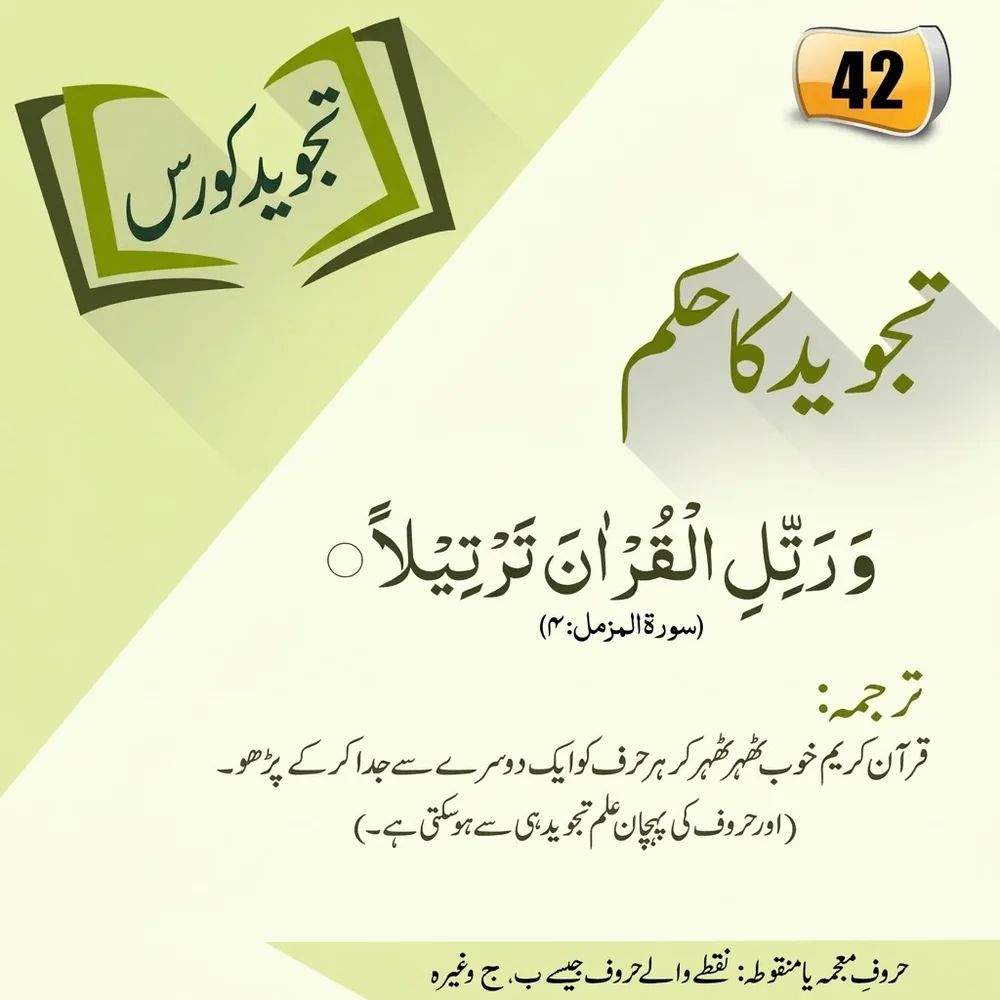 42
تجوید کورس
تجوید کا حکم
وَرَتِّلِ الْقُرْاٰنَ تَرْتِيْلاً ○
(سورۃ المزمل: ۴)
ترجمہ:
قرآن کریم خوب ٹھہر ٹھہر کر ہر حرف کو ایک دوسرے سے جدا کر کے پڑھو۔
(اور حروف کی پہچان علم تجوید ہی سے ہو سکتی ہے۔)
حروفِ معجمہ یا منقوطہ: نقطے والے حروف جیسے ب، ج وغیرہ